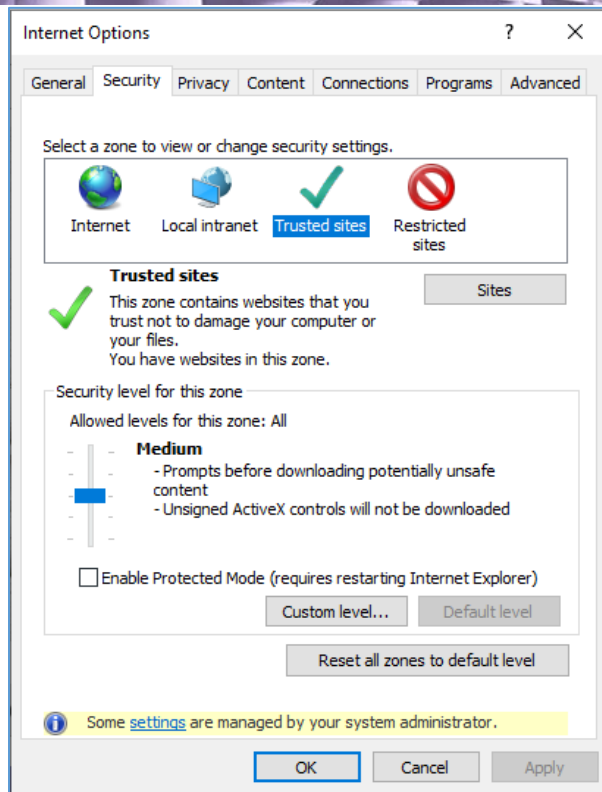 Internet Options
?
General Security Privacy Content Connections Programs Advanced
Select a zone to view or change security settings.
Internet Local intranet Trusted sites Restricted
sites
Trusted sites
Sites
This zone contains websites that you
trust not to damage your computer or
your files.
You have websites in this zone.
Security level for this zone
Allowed levels for this zone: All
Medium
- Prompts before downloading potentially unsafe
content
- Unsigned ActiveX controls will not be downloaded
Enable Protected Mode (requires restarting Internet Explorer)
Custom level... Default level
Reset all zones to default level
Some settings are managed by your system administrator.
OK Cancel Apply